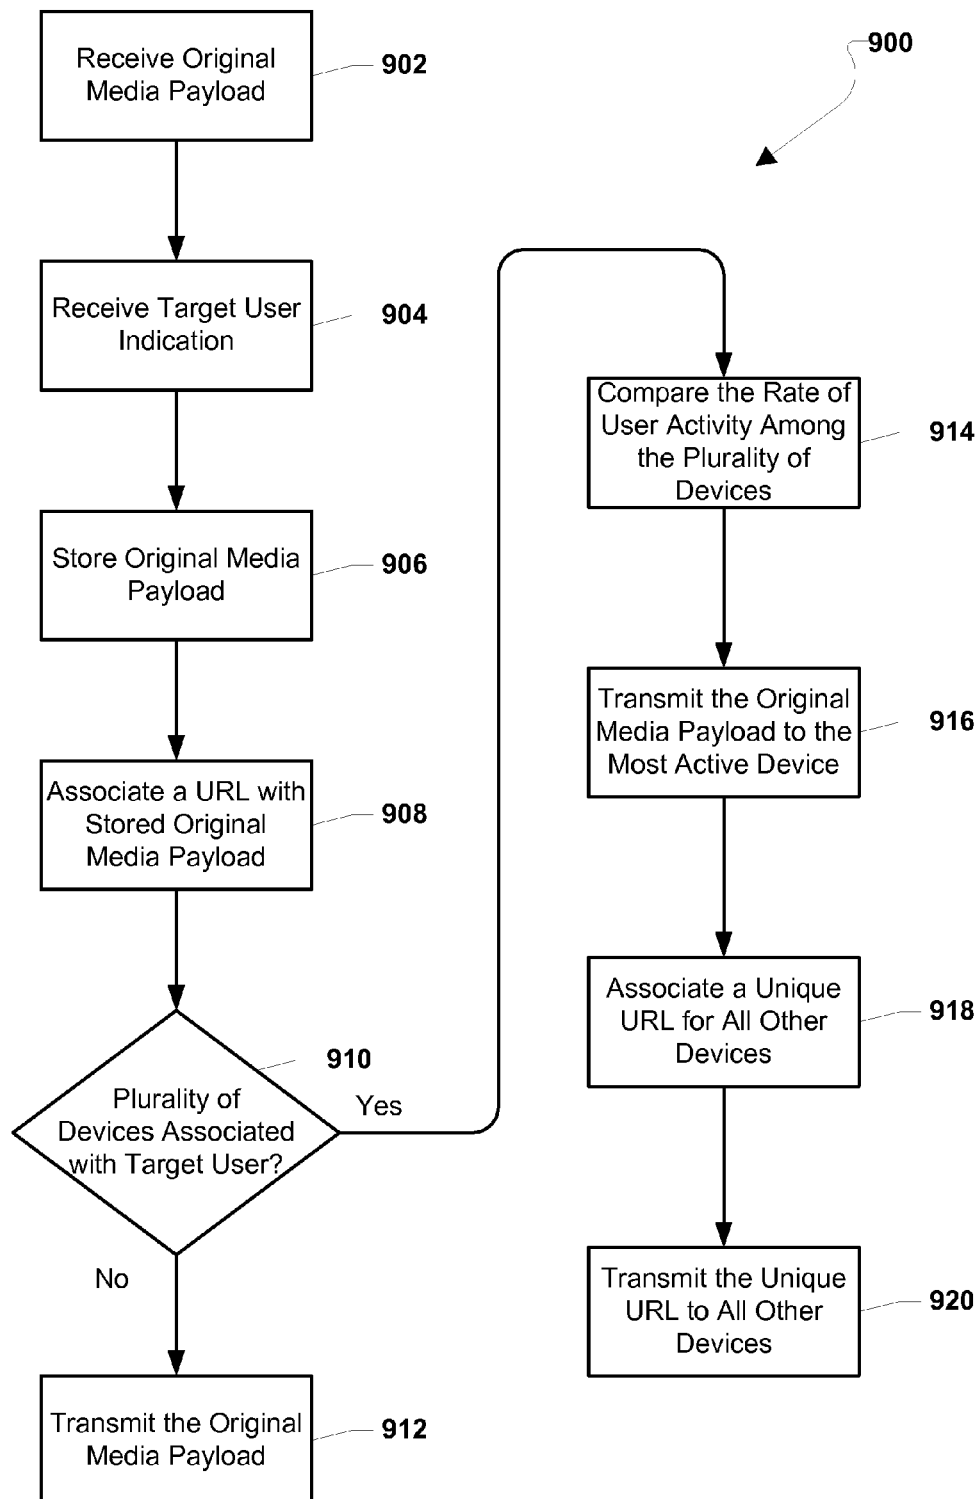 Receive Original
Media Payload
902
900
Receive Target User
Indication
904
Store Original Media
Payload
906
Associate a URL with
Stored Original
Media Payload
908
910
Plurality of
Devices Associated
with Target User?
Yes
No
Transmit the Original
Media Payload
912
Compare the Rate of
User Activity Among
the Plurality of
Devices
914
Transmit the Original
Media Payload to the
Most Active Device
916
Associate a Unique
URL for All Other
Devices
918
Transmit the Unique
URL to All Other
Devices
920